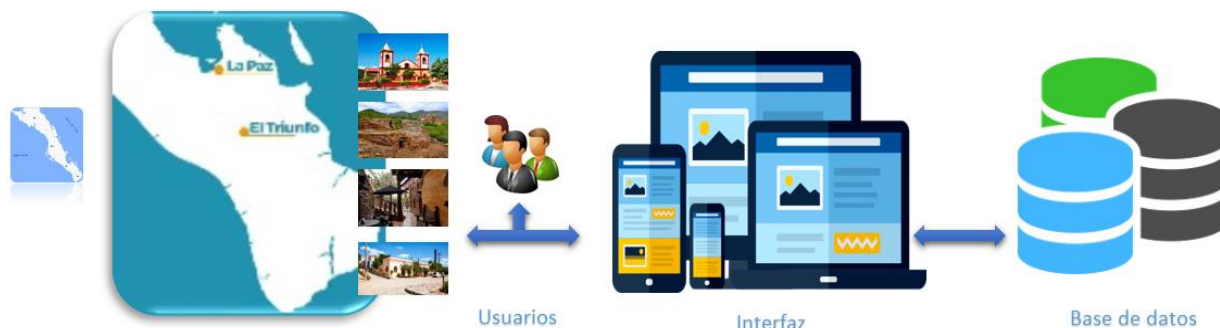 La Paz
El Triunfo
Usuarios
Interfaz
Base de datos